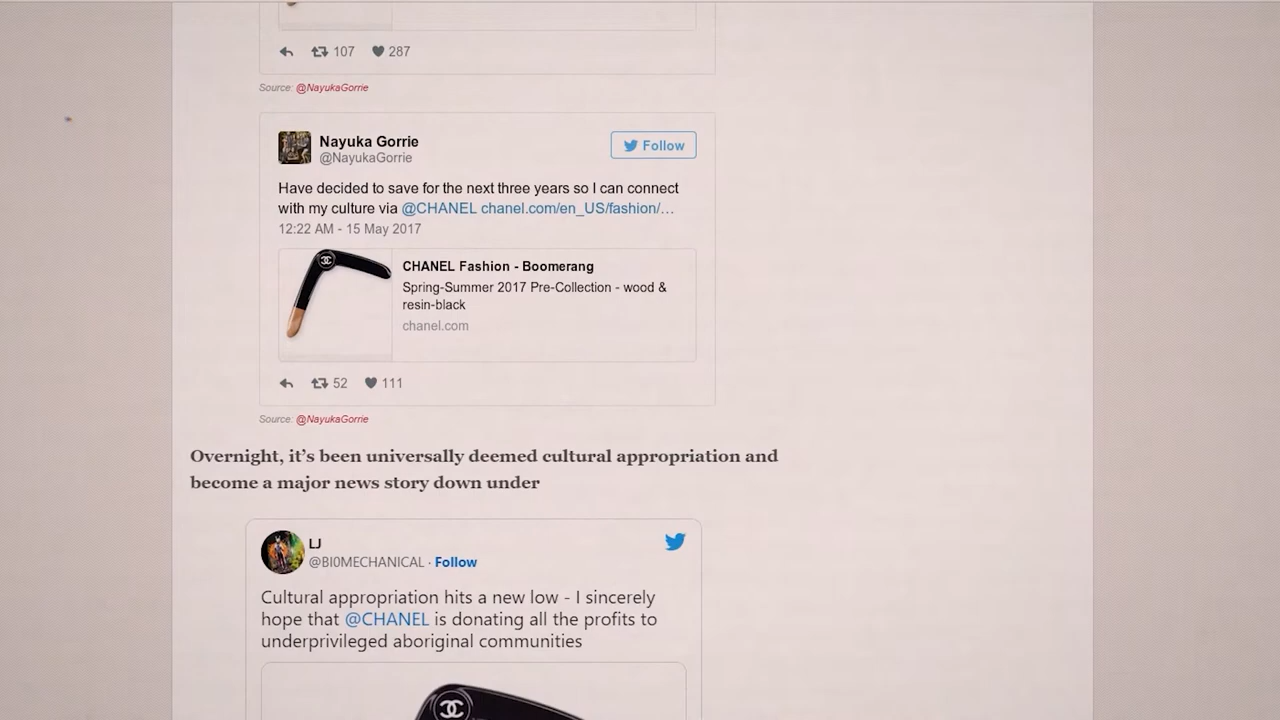 107 287
Source: @NayukaGorrie
Nayuka Gorrie
@NayukaGorrie
Follow
Have decided to save for the next three years so I can connect
with my culture via @CHANEL chanel.com/en_US/fashion/…
12:22 AM - 15 May 2017
CHANEL Fashion - Boomerang
Spring-Summer 2017 Pre-Collection - wood &
resin-black
chanel.com
52 111
Source: @NayukaGorrie
Overnight, it’s been universally deemed cultural appropriation and
become a major news story down under
LJ
@BI0MECHANICAL · Follow
Cultural appropriation hits a new low - I sincerely
hope that @CHANEL is donating all the profits to
underprivileged aboriginal communities